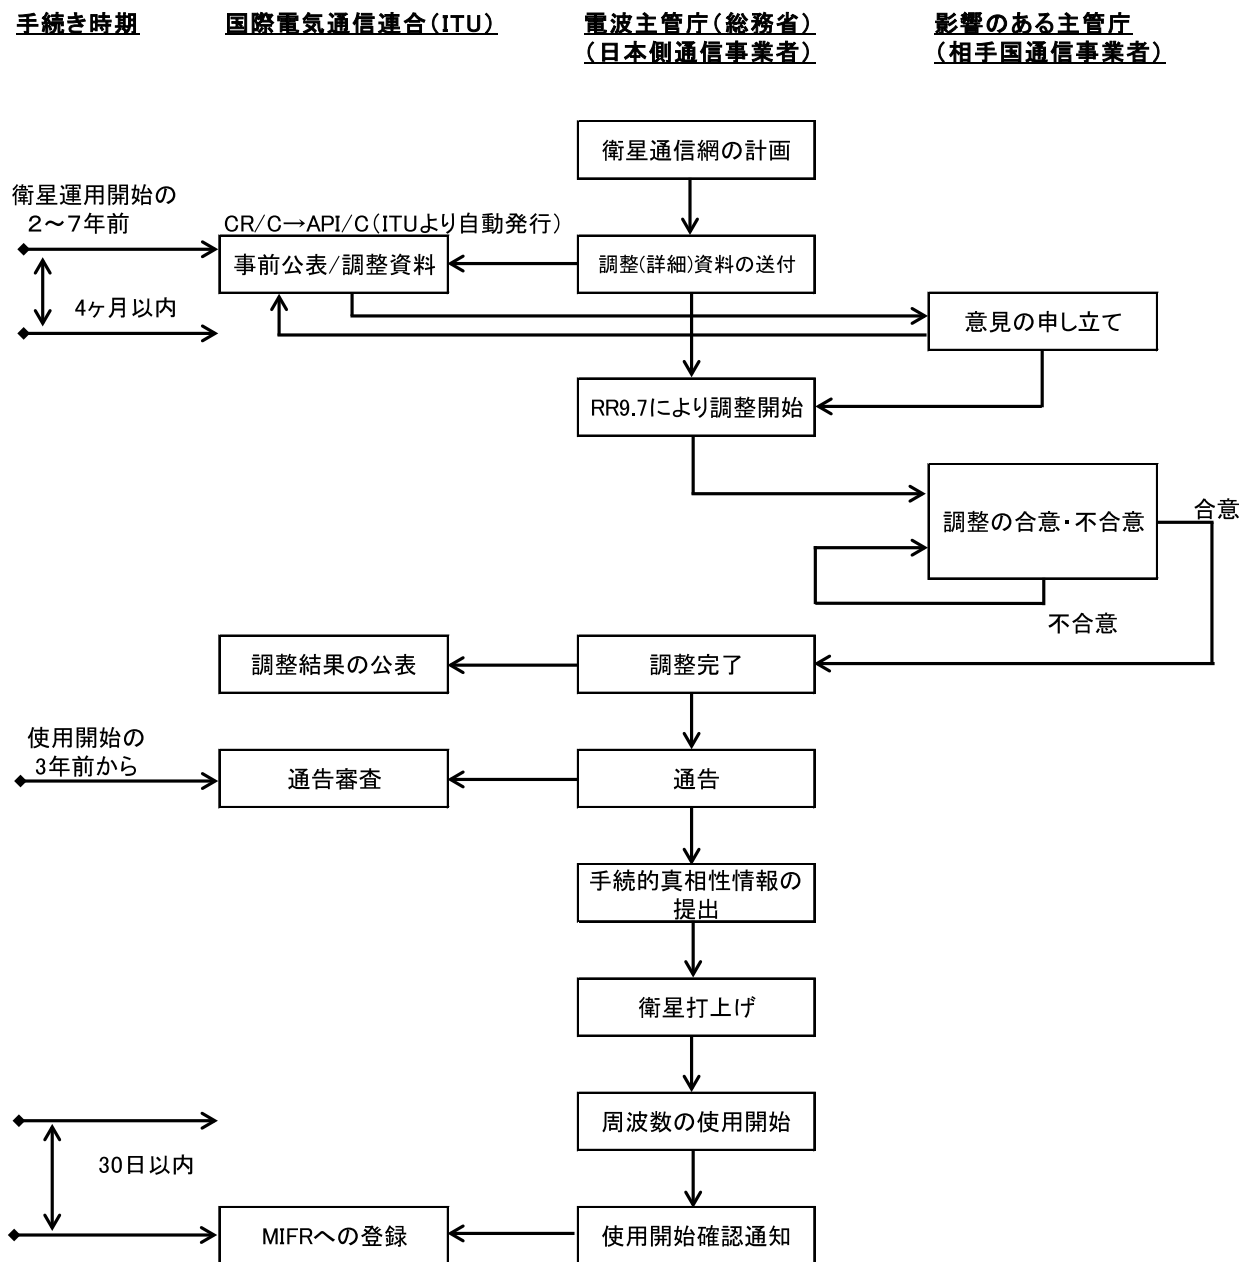 手続き時期
国際電気通信連合(ITU)
電波主管庁(総務省)
(日本側通信事業者)
影響のある主管庁
(相手国通信事業者)
衛星通信網の計画
衛星運用開始の
2～7年前
CR/C→API/C(ITUより自動発行)
事前公表/調整資料
調整(詳細)資料の送付
4ヶ月以内
意見の申し立て
RR9.7により調整開始
調整の合意・不合意
合意
不合意
調整結果の公表
調整完了
使用開始の
3年前から
通告審査
通告
手続的真相性情報の
提出
衛星打上げ
周波数の使用開始
30日以内
MIFRへの登録
使用開始確認通知